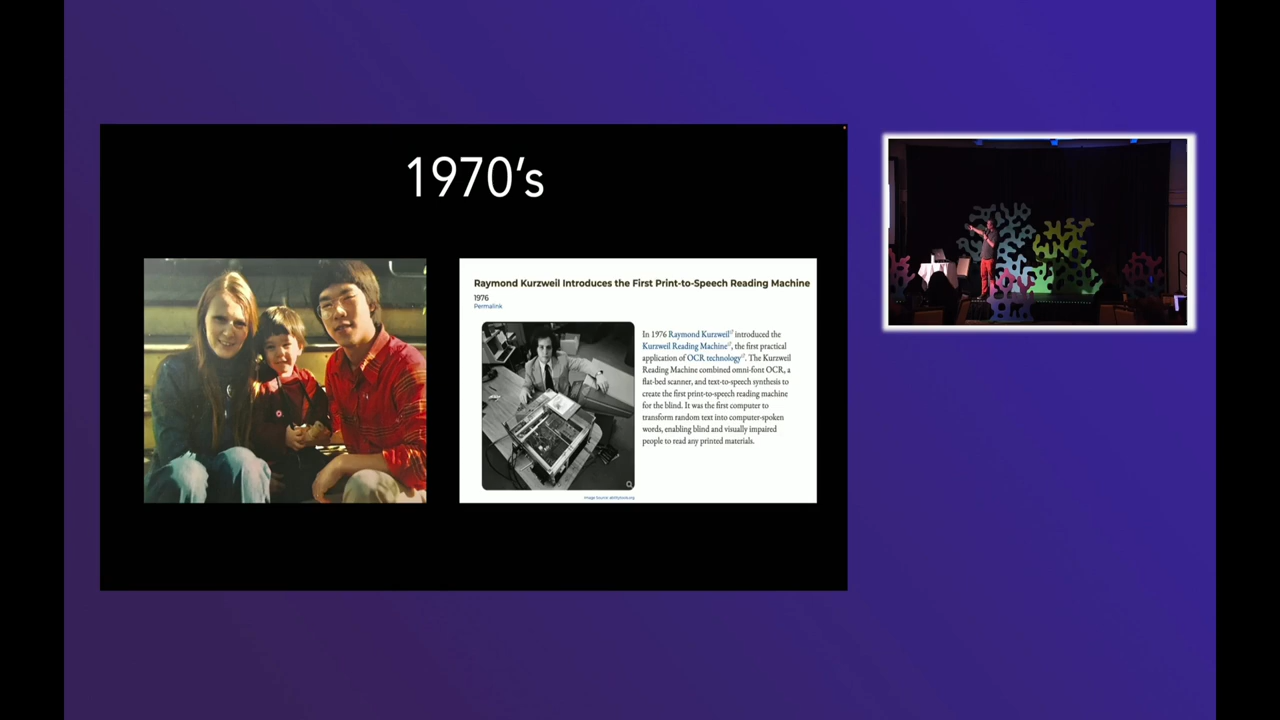 1970's
Raymond Kurzweil Introduces the First Print-to-Speech Reading Machine
1976
Permalink
In 1976 Raymond Kurzweil introduced the
Kurzweil Reading Machine, the first practical
application of OCR technology. The Kurzweil
Reading Machine combined omni-font OCR, a
flat-bed scanner, and text-to-speech synthesis to
create the first print-to-speech reading machine
for the blind. It was the first computer to
transform random text into computer-spoken
words, enabling blind and visually impaired
people to read any printed materials.
Image Source: